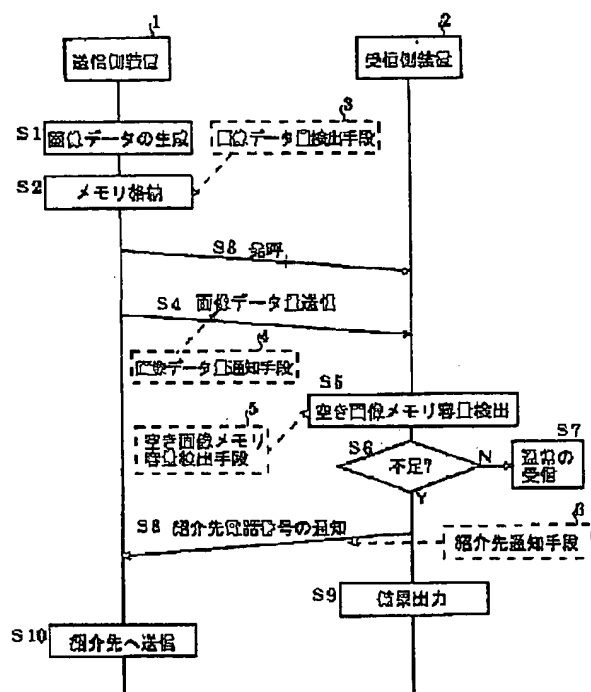 1
送信側装置
2
受信側装置
3
画像データ量検出手段
S1 画像データの生成
S2 メモリ格納
S3 発呼
S4 画像データ量送信
4
画像データ量通知手段
S5
空き画像メモリ容量検出
5
空き画像メモリ
容量検出手段
S6
不足?
N
S7
通常の
受信
Y
S8 紹介先電話番号の通知
6
紹介先通知手段
S9 結果出力
S10 紹介先へ送信